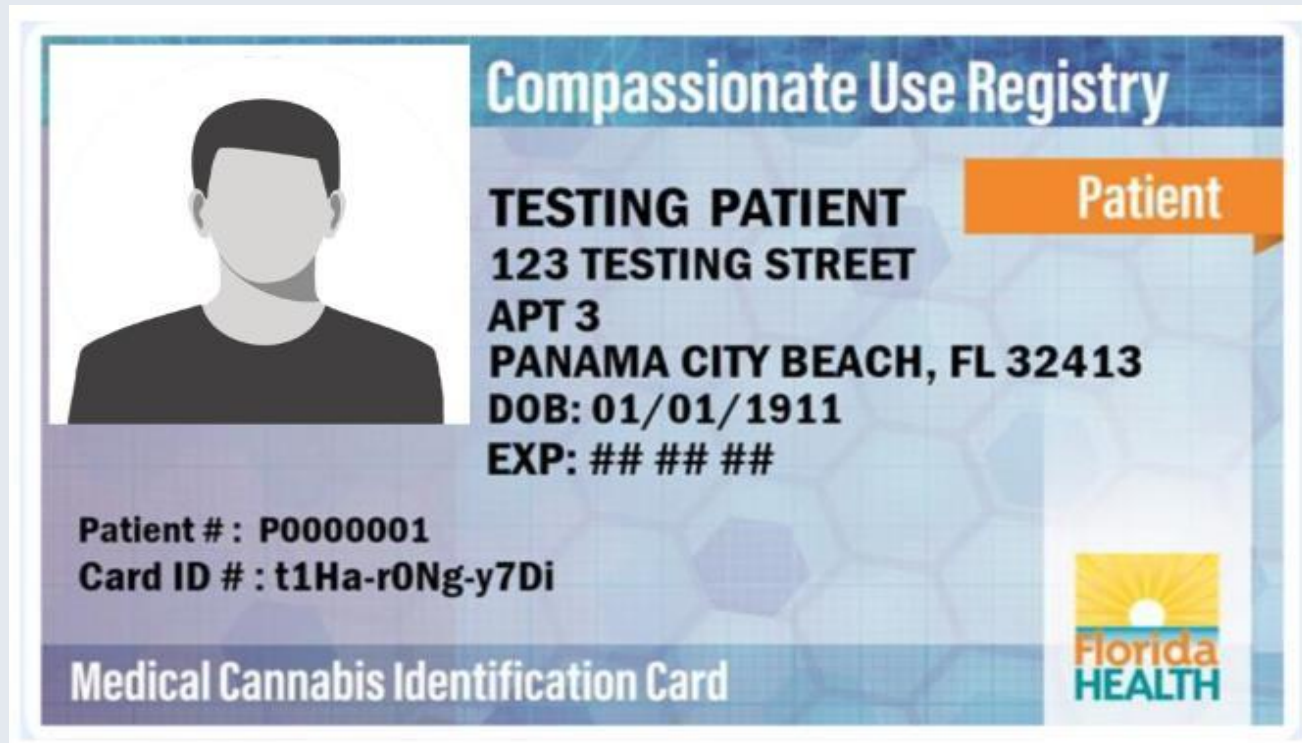 Compassionate Use Registry
Patient
TESTING PATIENT
123 TESTING STREET
APT 3
PANAMA CITY BEACH, FL 32413
DOB: 01/01/1911
EXP: ## ## ##
Patient # : P0000001
Card ID # : t1Ha-r0Ng-y7Di
Medical Cannabis Identification Card
Florida
HEALTH